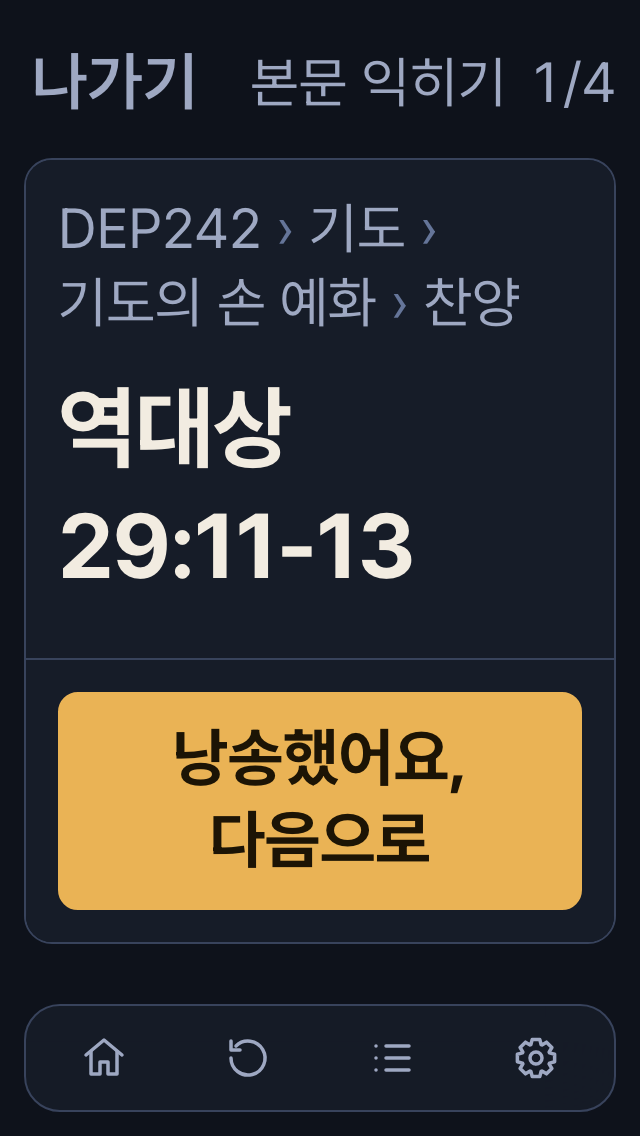 나가기 본문 익히기 1/4
DEP242 › 기도 ›
기도의 손 예화 › 찬양
역대상
29:11-13
낭송했어요,
다음으로